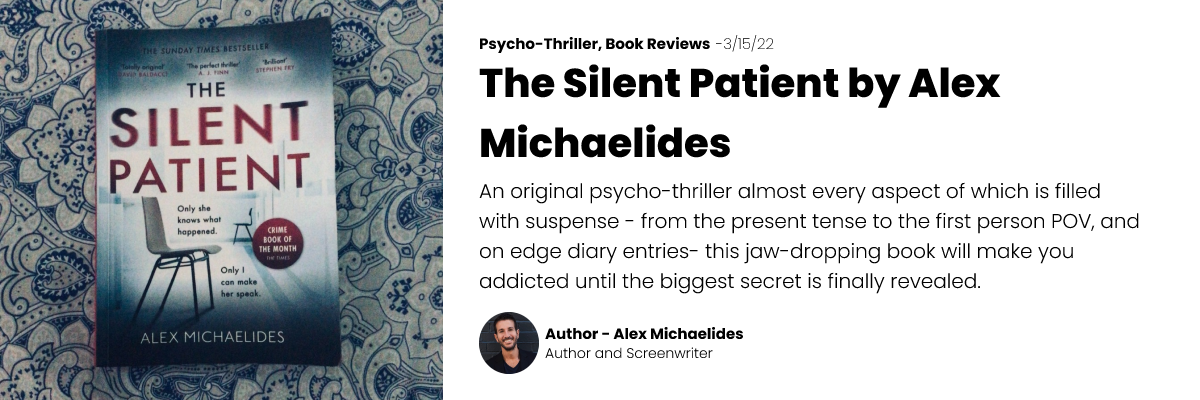 THE SUNDAY TIMES BESTSELLER
'Totally original'
DAVID BALDACCI
'The perfect thriller'
A. J. FINN
'Brilliant'
STEPHEN FRY
THE
SILENT
PATIENT
Only she
knows what
happened.
CRIME
BOOK OF
THE MONTH
THE TIMES
Only I
can make
her speak.
ALEX MICHAELIDES
Psycho-Thriller, Book Reviews -3/15/22
The Silent Patient by Alex
Michaelides
An original psycho-thriller almost every aspect of which is filled
with suspense - from the present tense to the first person POV, and
on edge diary entries- this jaw-dropping book will make you
addicted until the biggest secret is finally revealed.
Author - Alex Michaelides
Author and Screenwriter